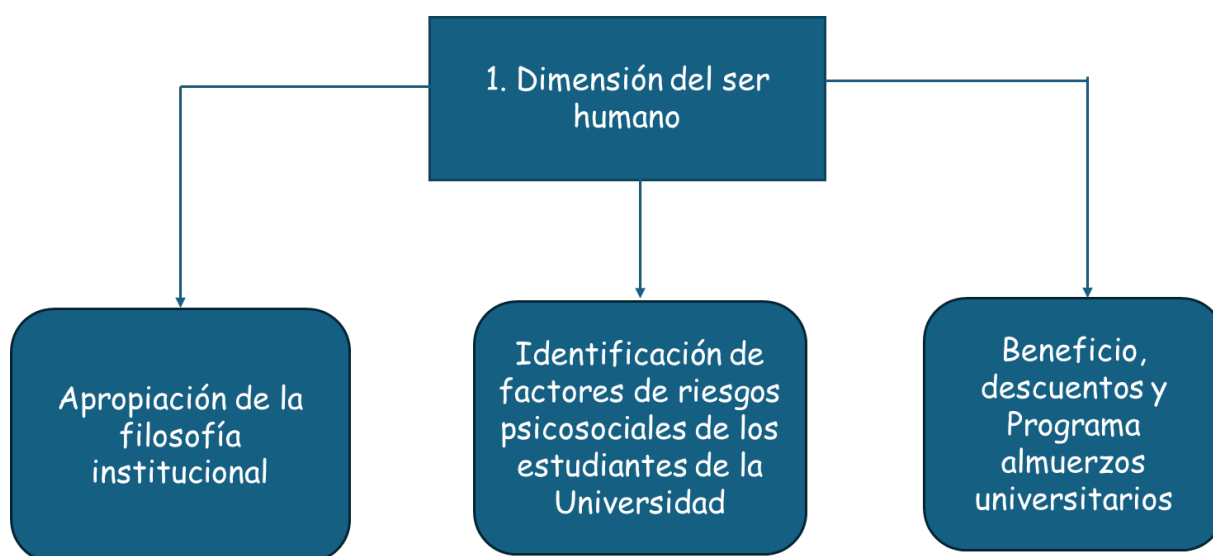 1. Dimensión del ser
humano
Apropiación de la
filosofía
institucional
Identificación de
factores de riesgos
psicosociales de los
estudiantes de la
Universidad
Beneficio,
descuentos y
Programa
almuerzos
universitarios